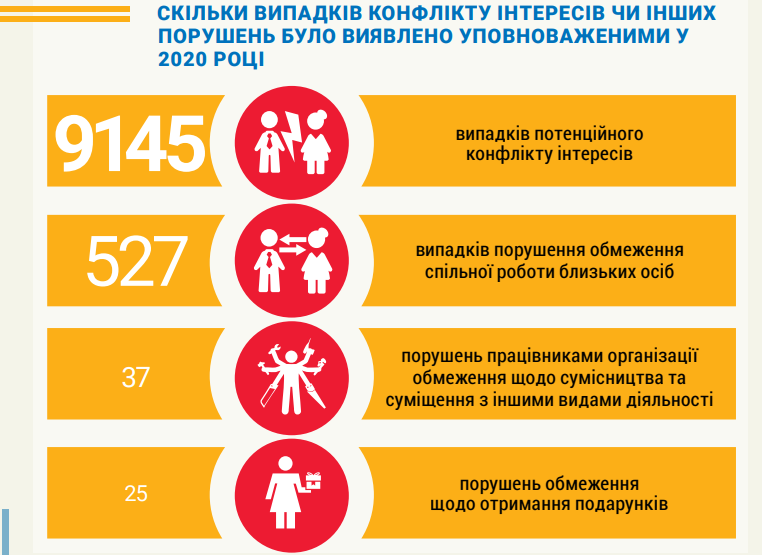 СКІЛЬКИ ВИПАДКІВ КОНФЛІКТУ ІНТЕРЕСІВ ЧИ ІНШИХ
ПОРУШЕНЬ БУЛО ВИЯВЛЕНО УПОВНОВАЖЕНИМИ У
2020 РОЦІ
9145
випадків потенційного
конфлікту інтересів
527
випадків порушення обмеження
спільної роботи близьких осіб
37
порушень працівниками організації
обмеження щодо сумісництва та
суміщення з іншими видами діяльності
25
порушень обмеження
щодо отримання подарунків